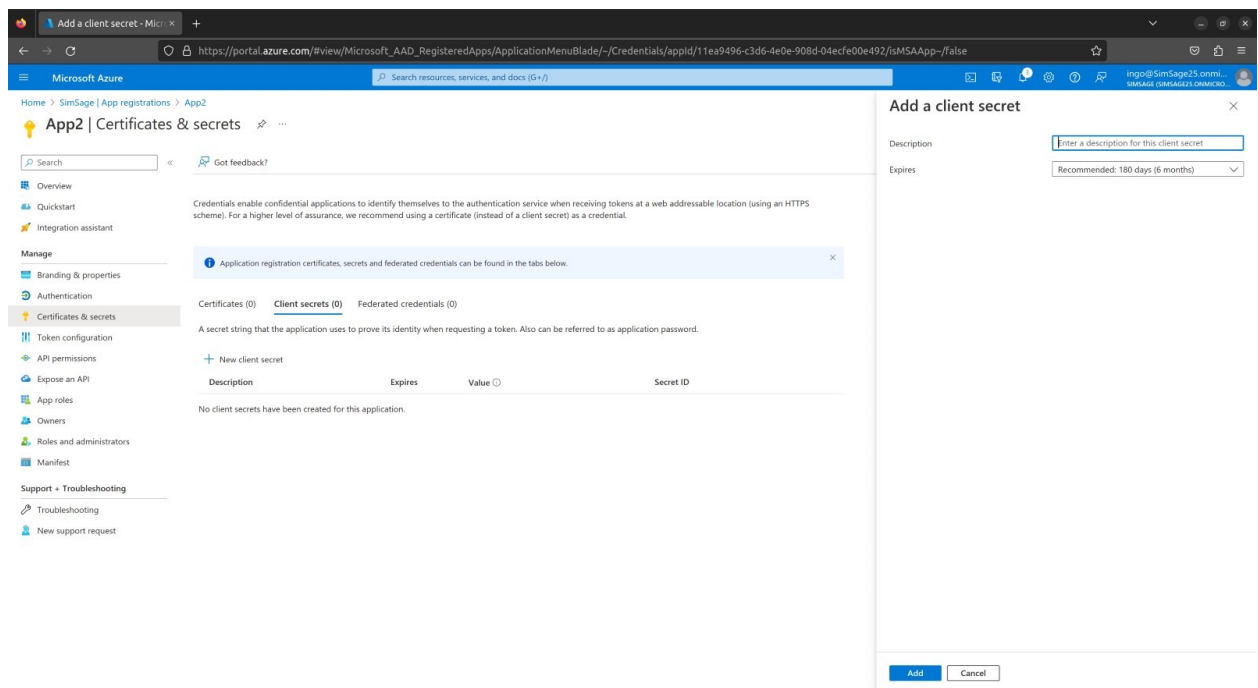 Add a client secret - Micr
https://portal.azure.com/#view/Microsoft_AAD_RegisteredApps/ApplicationMenuBlade/~/Credentials/appId/11ea9496-c3d6-4e0e-908d-04ecfe00e492/isMSAApp~/false
Microsoft Azure
Search resources, services, and docs (G+/)
1
ingo@SimSage25.onmi...
SIMSAGE (SIMSAGE25.ONMICRO...
Home > SimSage | App registrations > App2
App2 | Certificates & secrets
Search
Overview
Quickstart
Integration assistant
Manage
Branding & properties
Authentication
Certificates & secrets
Token configuration
API permissions
Expose an API
App roles
Owners
Roles and administrators
Manifest
Support + Troubleshooting
Troubleshooting
New support request
Got feedback?
Credentials enable confidential applications to identify themselves to the authentication service when receiving tokens at a web addressable location (using an HTTPS
scheme). For a higher level of assurance, we recommend using a certificate (instead of a client secret) as a credential.
Application registration certificates, secrets and federated credentials can be found in the tabs below.
Certificates (0) Client secrets (0) Federated credentials (0)
A secret string that the application uses to prove its identity when requesting a token. Also can be referred to as application password.
New client secret
Description Expires Value Secret ID
No client secrets have been created for this application.
Add a client secret
Description Enter a description for this client secret
Expires Recommended: 180 days (6 months)
Add Cancel